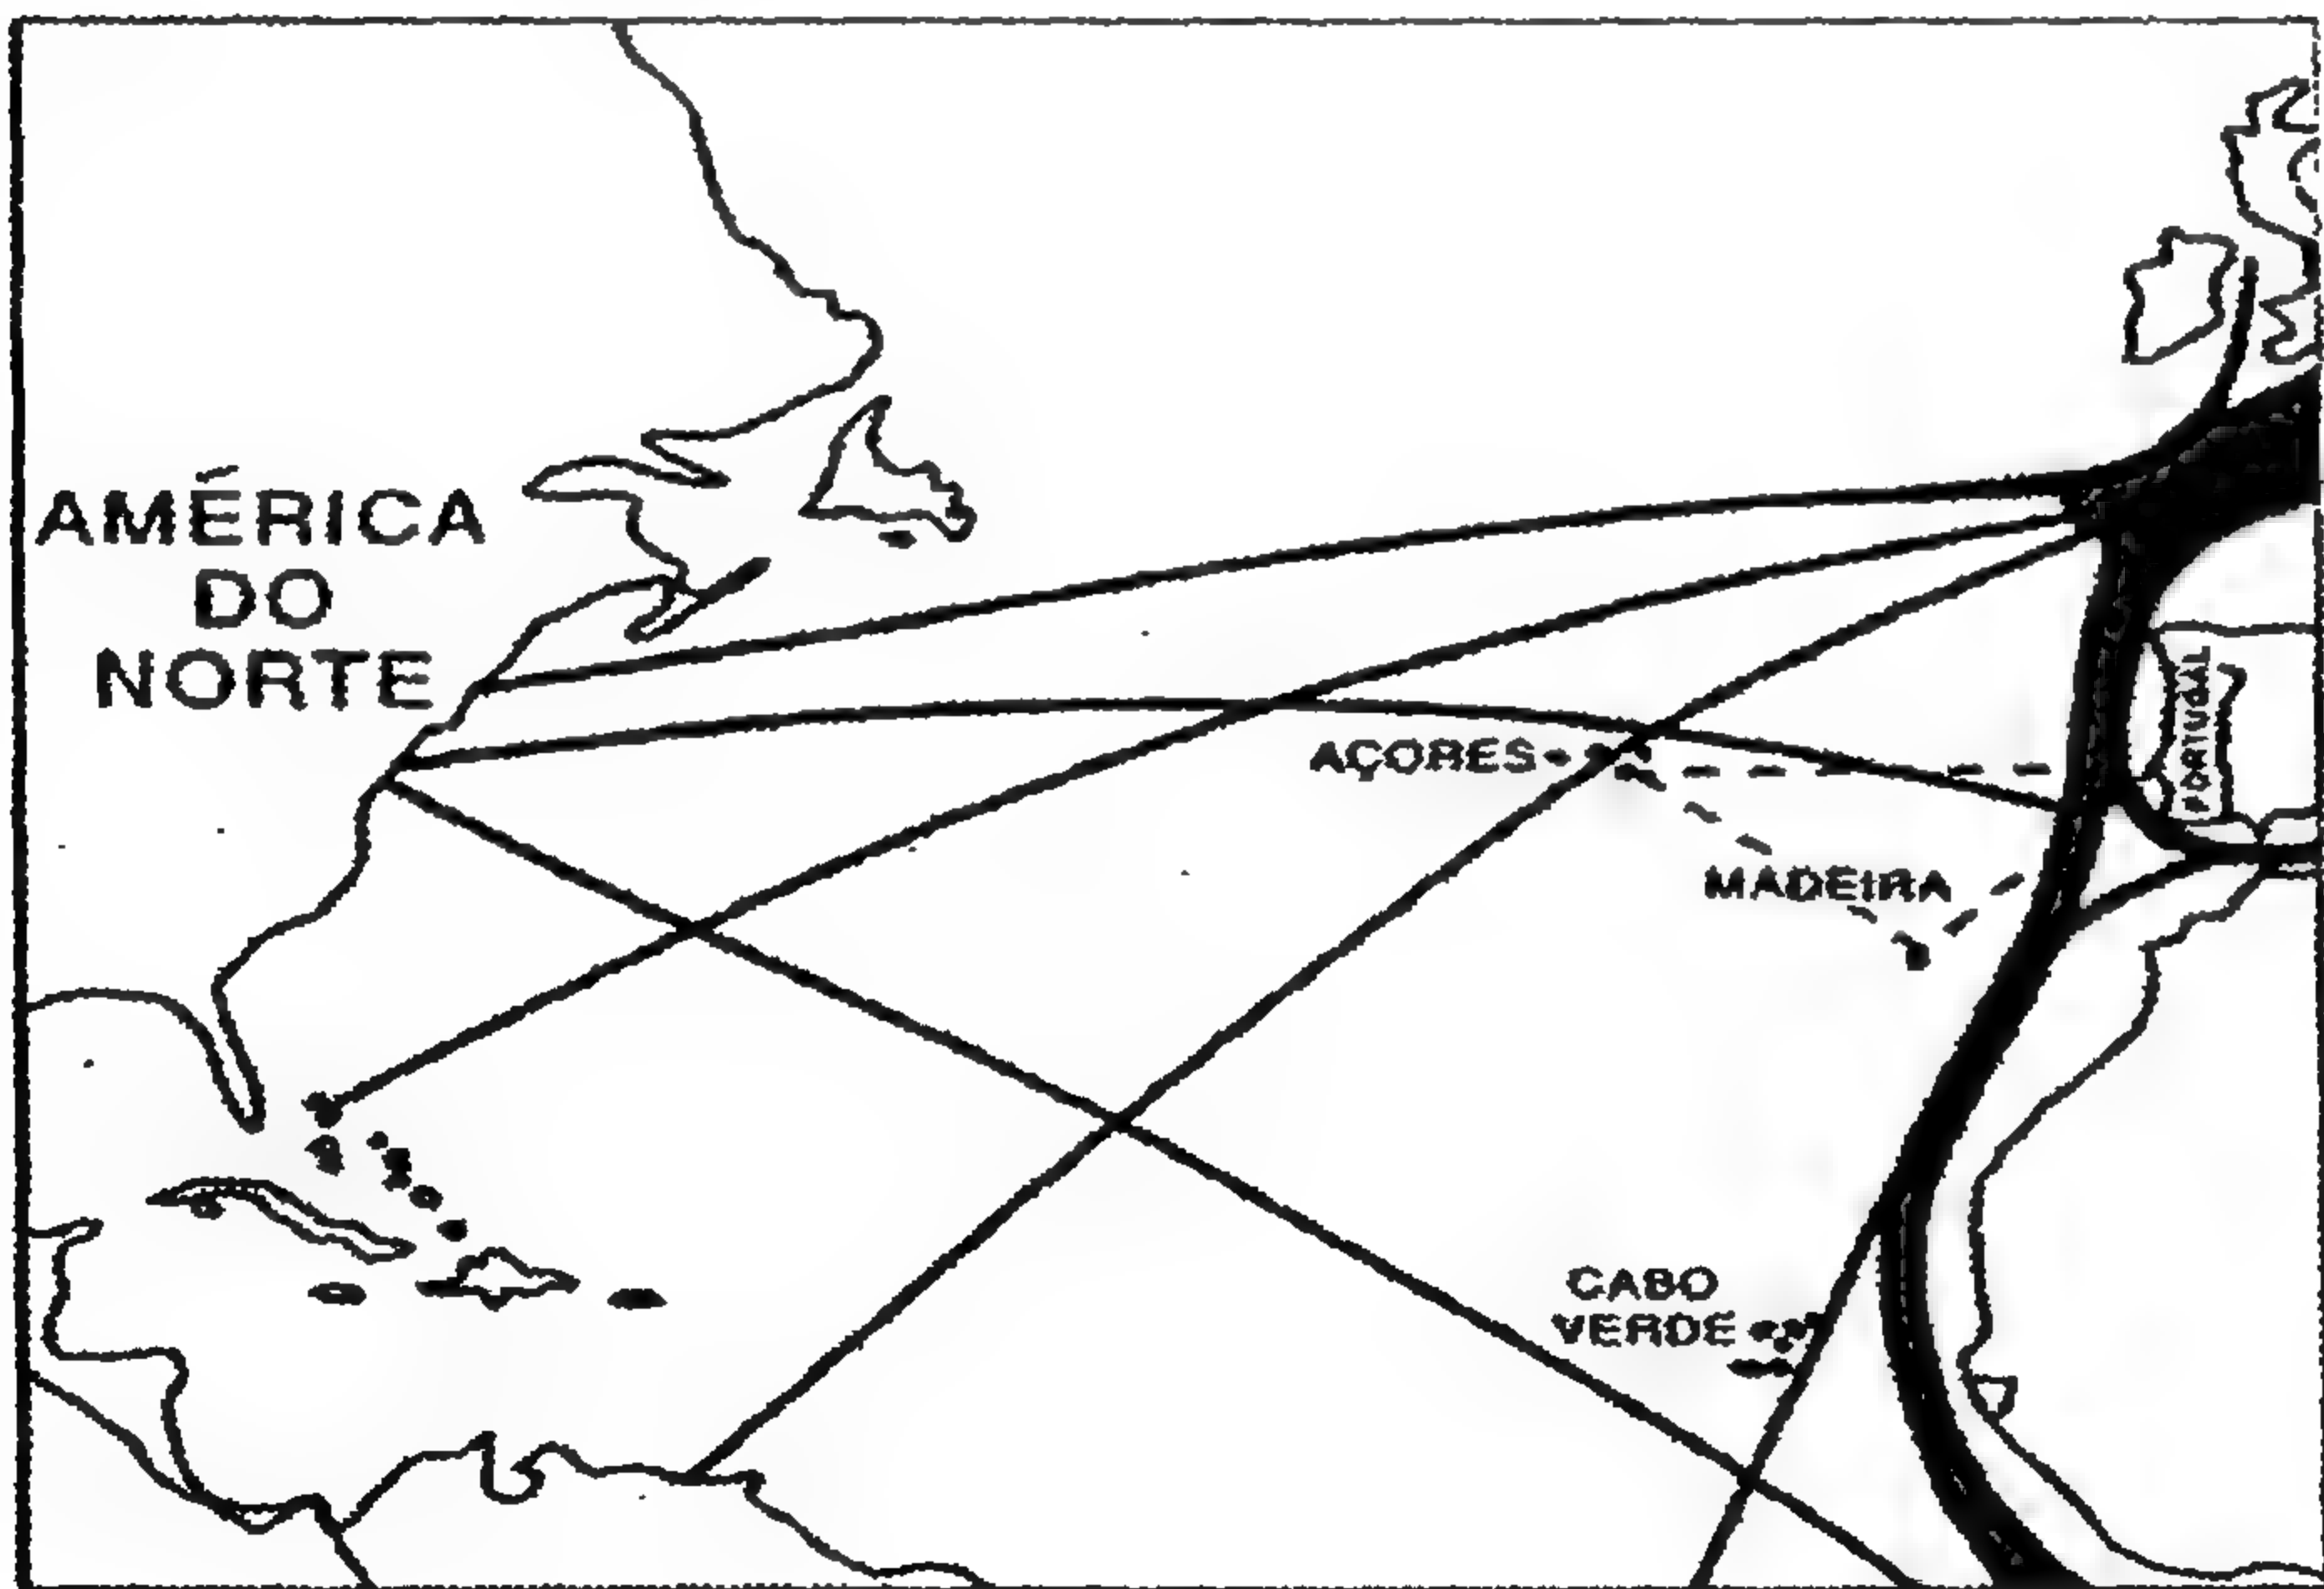 AMÉRICA
DO
NORTE
PORTUGAL
AÇORES
MADEIRA
CABO
VERDE